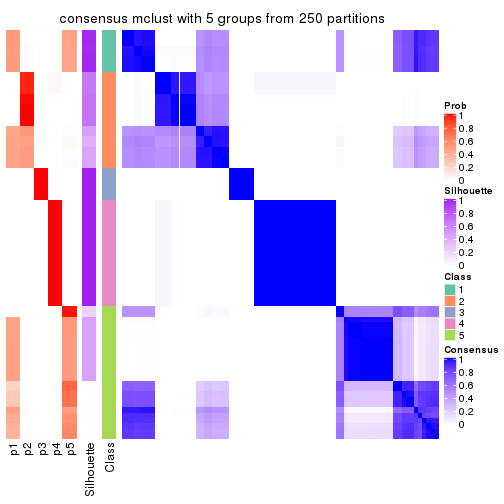 consensus mclust with 5 groups from 250 partitions
Prob
1
0.8
0.6
0.4
0.2
0
Silhouette
1
0.8
0.6
0.4
0.2
0
Class
1
2
3
4
5
Consensus
1
0.8
0.6
0.4
0.2
0
p1
p2
p3
p4
p5
Silhouette
Class